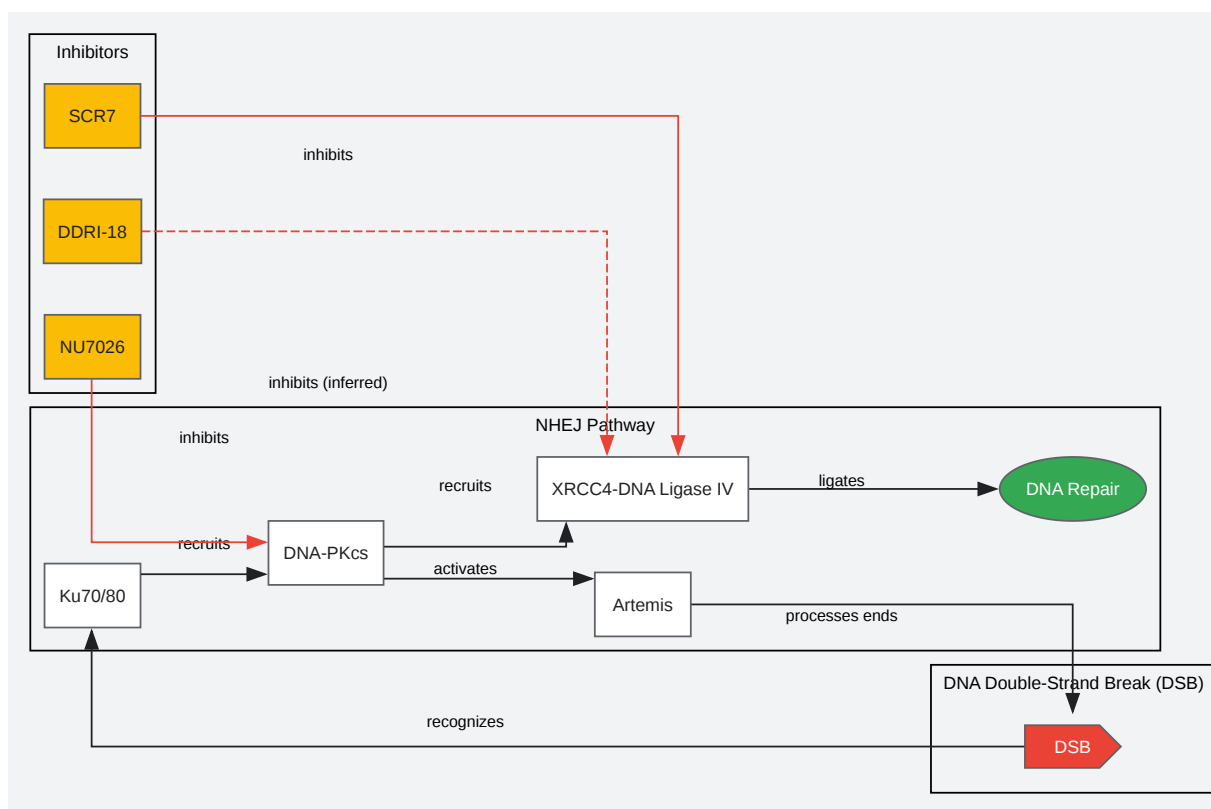 Inhibitors
SCR7
inhibits
DDRI-18
NU7026
inhibits (inferred)
NHEJ Pathway
inhibits
recruits
XRCC4-DNA Ligase IV
ligates
DNA Repair
recruits
DNA-PKcs
activates
Ku70/80
Artemis
processes ends
DNA Double-Strand Break (DSB)
recognizes
DSB